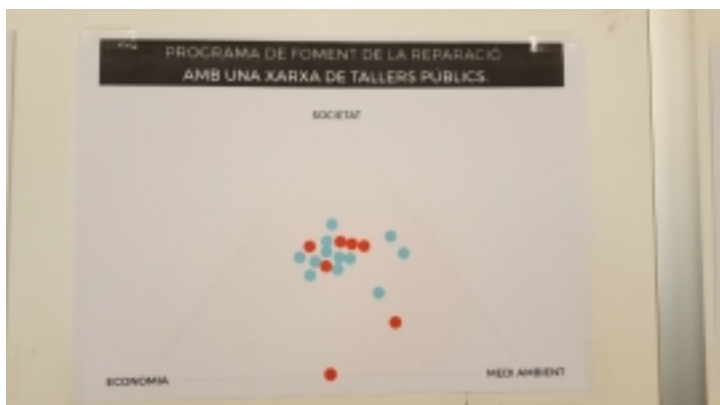 PROGRAMA DE FOMENT DE LA REPARACIÓ
AMB UNA XARXA DE TALLERS PÚBLICS.
SOCIETAT
ECONOMIA
MEDI AMBIENT